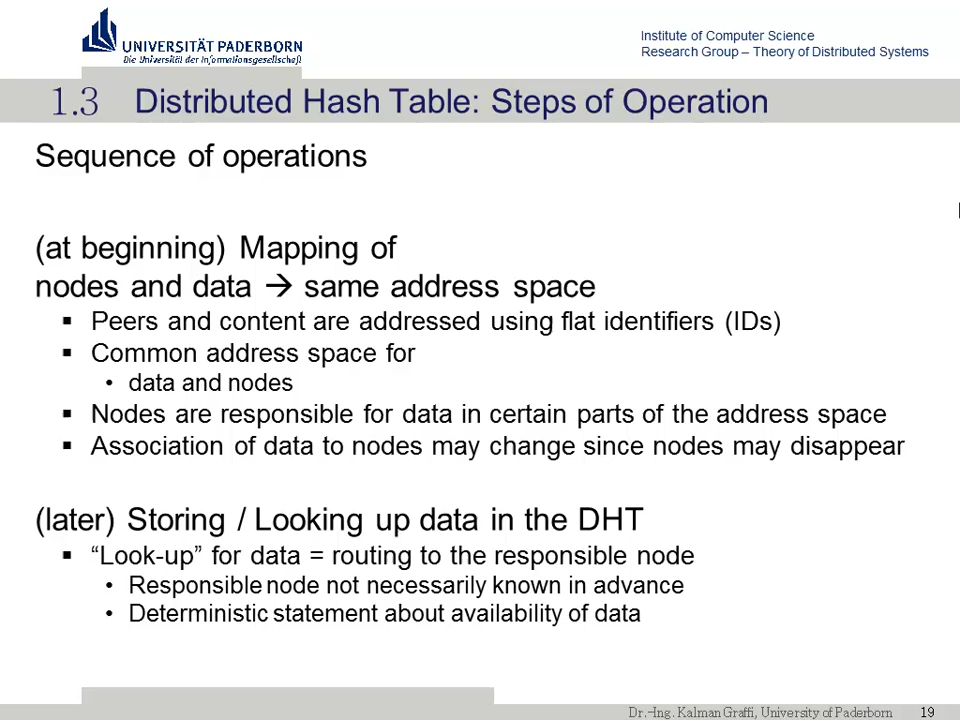 UNIVERSITÄT PADERBORN
Die Universität der Informationsgesellschaft
Institute of Computer Science
Research Group – Theory of Distributed Systems
1.3 Distributed Hash Table: Steps of Operation
Sequence of operations
(at beginning) Mapping of
nodes and data → same address space
▪ Peers and content are addressed using flat identifiers (IDs)
▪ Common address space for
• data and nodes
▪ Nodes are responsible for data in certain parts of the address space
▪ Association of data to nodes may change since nodes may disappear
(later) Storing / Looking up data in the DHT
▪ “Look-up” for data = routing to the responsible node
• Responsible node not necessarily known in advance
• Deterministic statement about availability of data
Dr.-Ing. Kalman Graffi, University of Paderborn 19